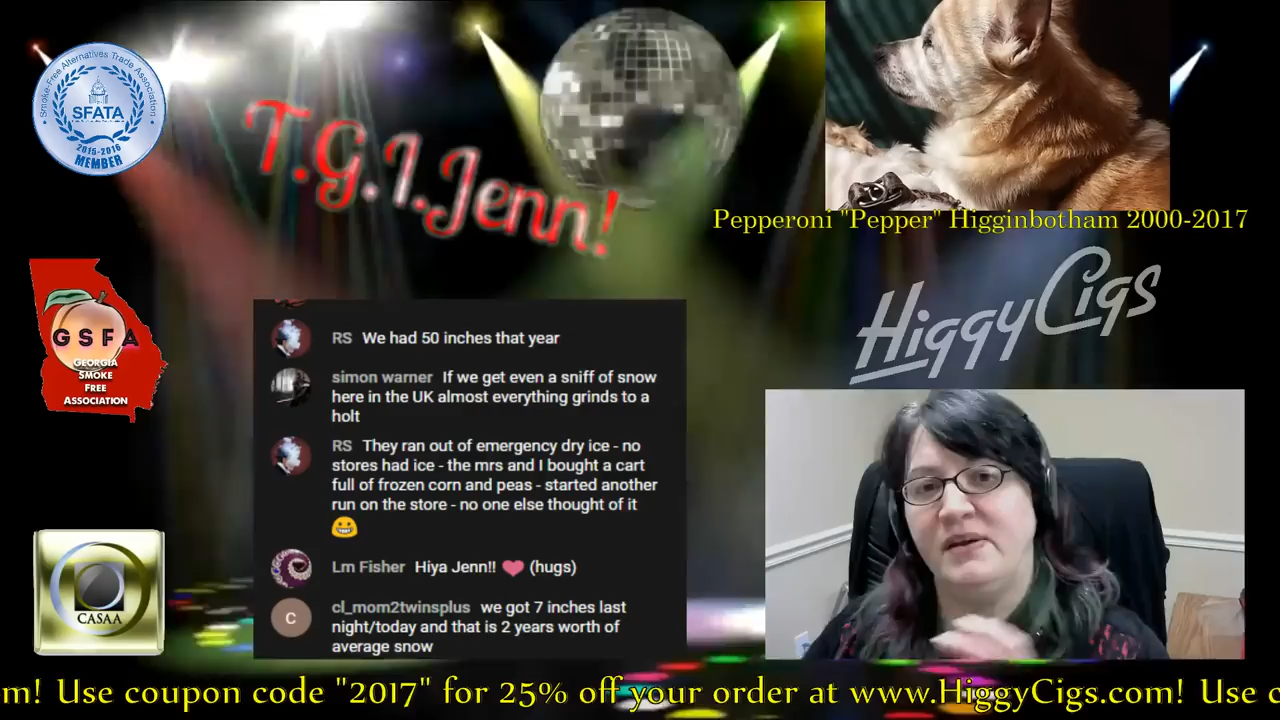 Smoke-Free Alternatives Trade Association
SFATA
2015-2016
MEMBER
T.G.I.Jenn!
Pepperoni "Pepper" Higginbotham 2000-2017
HiggyCigs
GSFA
GEORGIA
SMOKE
FREE
ASSOCIATION
RS We had 50 inches that year
simon warner If we get even a sniff of snow
here in the UK almost everything grinds to a
holt
RS They ran out of emergency dry ice - no
stores had ice - the mrs and I bought a cart
full of frozen corn and peas - started another
run on the store - no one else thought of it
Lm Fisher Hiya Jenn!! (hugs)
C
cl_mom2twinsplus we got 7 inches last
night/today and that is 2 years worth of
average snow
CASAA
m! Use coupon code "2017" for 25% off your order at www.HiggyCigs.com! Use c